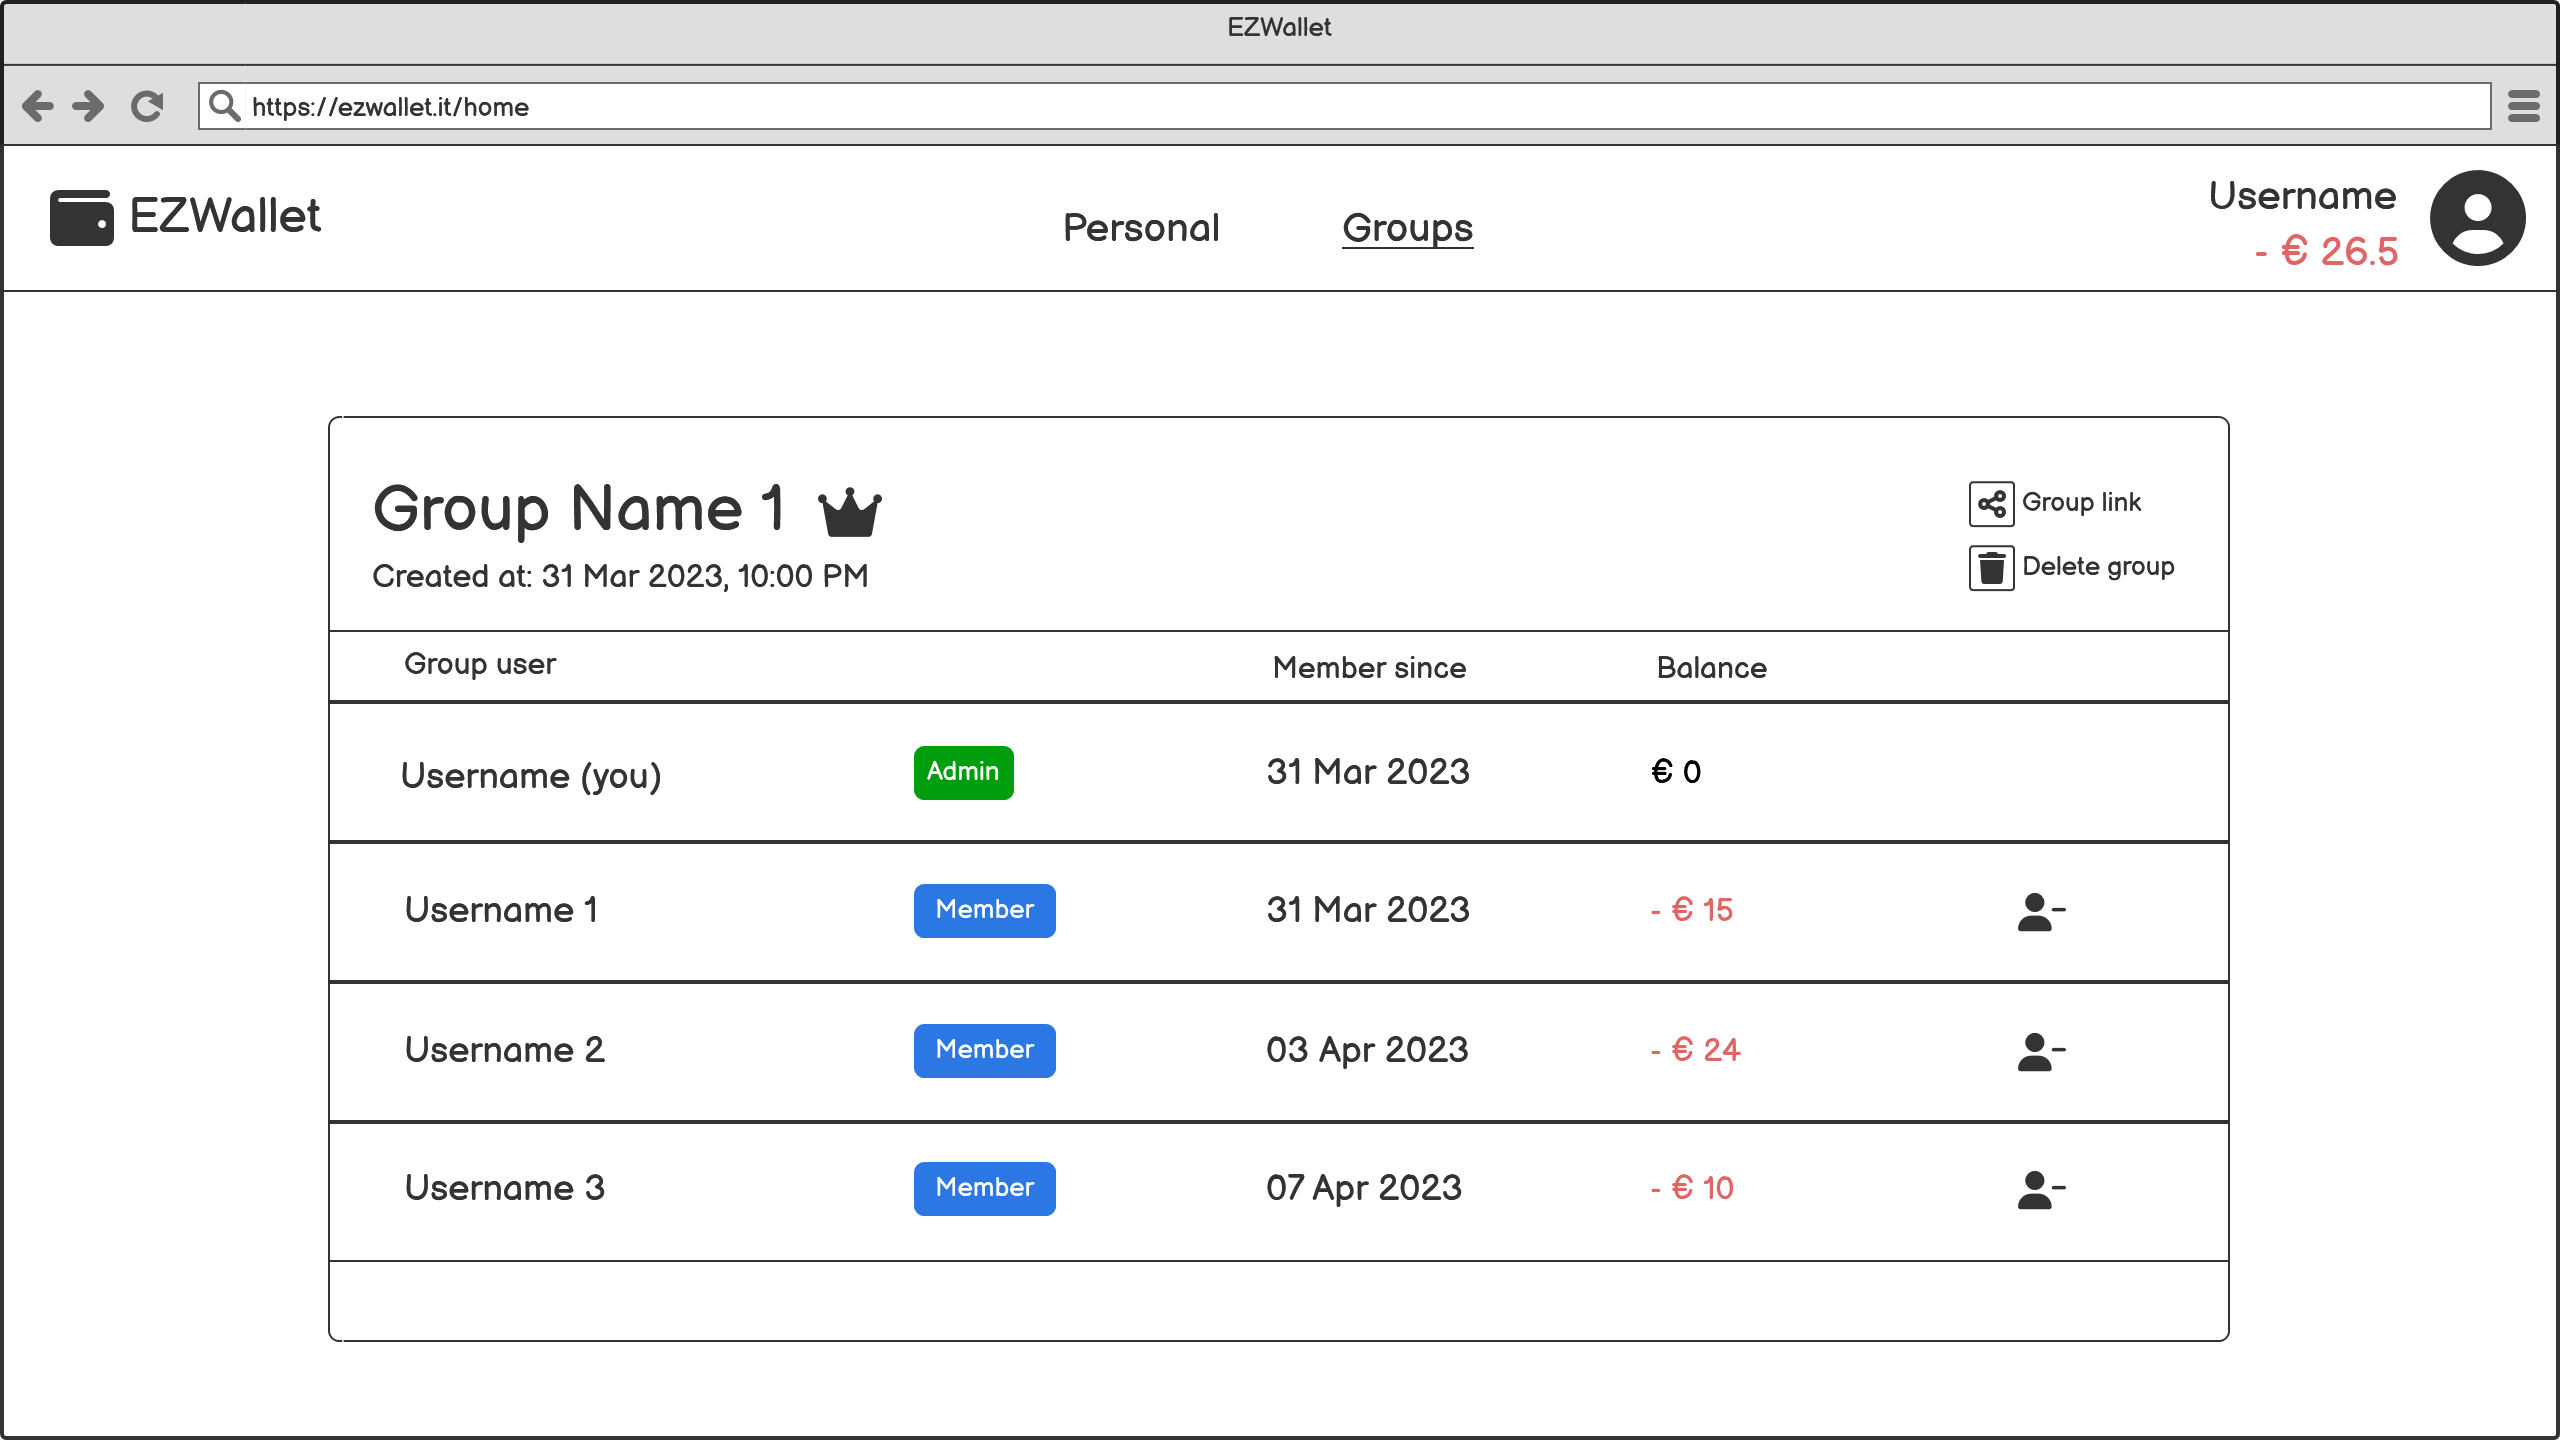 EZWallet
https://ezwallet.it/home
EZWallet
Personal
Groups
Username
- € 26.5
Group Name 1
Created at: 31 Mar 2023, 10:00 PM
Group link
Delete group
Group user Member since Balance
Username (you) Admin 31 Mar 2023 € 0
Username 1 Member 31 Mar 2023 - € 15
Username 2 Member 03 Apr 2023 - € 24
Username 3 Member 07 Apr 2023 - € 10